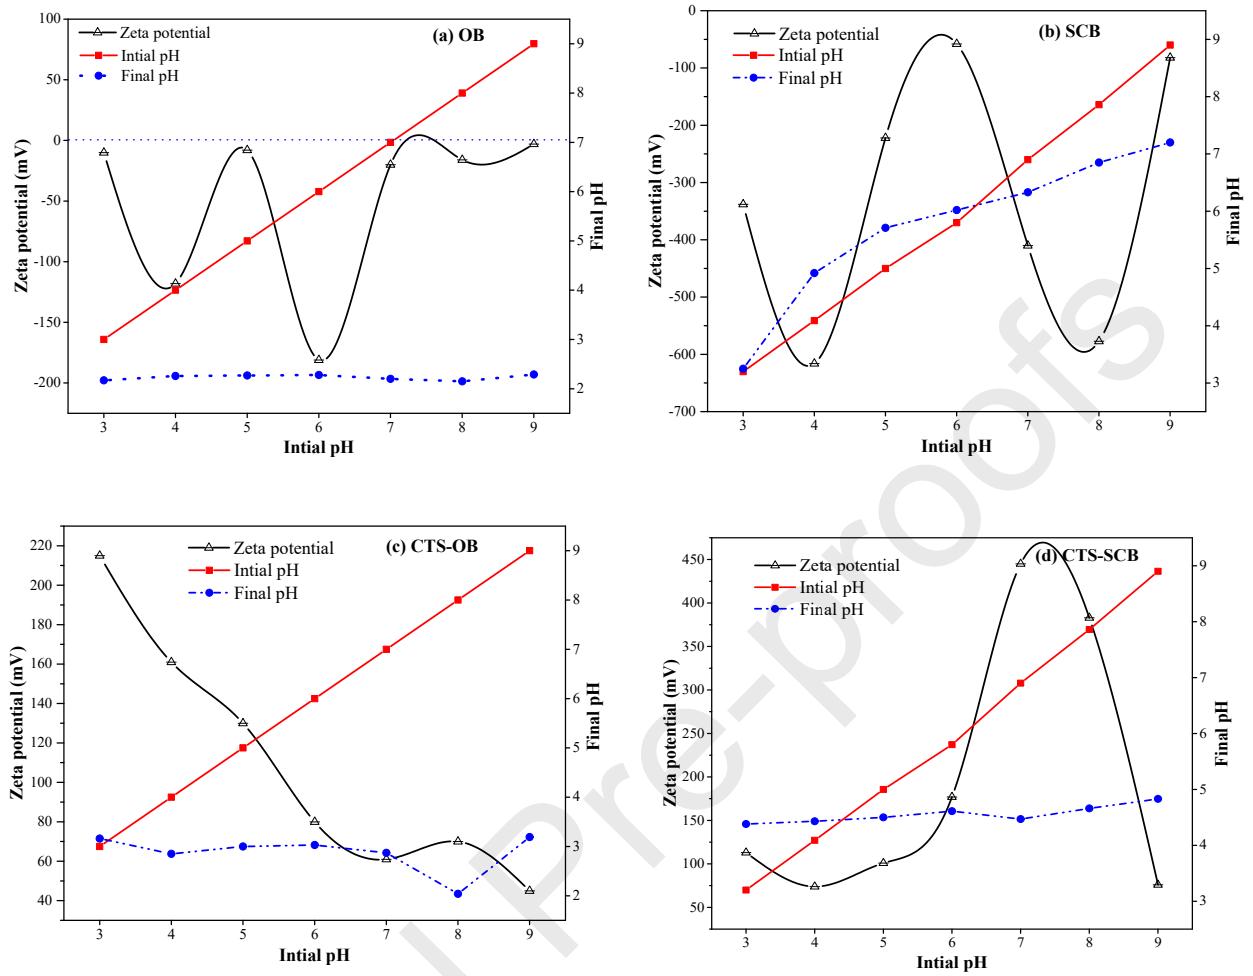 (a) OB
Zeta potential
Intial pH
Final pH
100
50
0
-50
-100
-150
-200
Zeta potential (mV)
9
8
7
6
5
4
3
2
Final pH
3 4 5 6 7 8 9
Intial pH
(b) SCB
Zeta potential
Intial pH
Final pH
0
-100
-200
-300
-400
-500
-600
-700
Zeta potential (mV)
9
8
7
6
5
4
3
Final pH
3 4 5 6 7 8 9
Intial pH
(c) CTS-OB
Zeta potential
Intial pH
Final pH
220
200
180
160
140
120
100
80
60
40
Zeta potential (mV)
9
8
7
6
5
4
3
2
Final pH
3 4 5 6 7 8 9
Intial pH
(d) CTS-SCB
Zeta potential
Intial pH
Final pH
450
400
350
300
250
200
150
100
50
Zeta potential (mV)
9
8
7
6
5
4
3
Final pH
3 4 5 6 7 8 9
Intial pH
l Pre-proofs